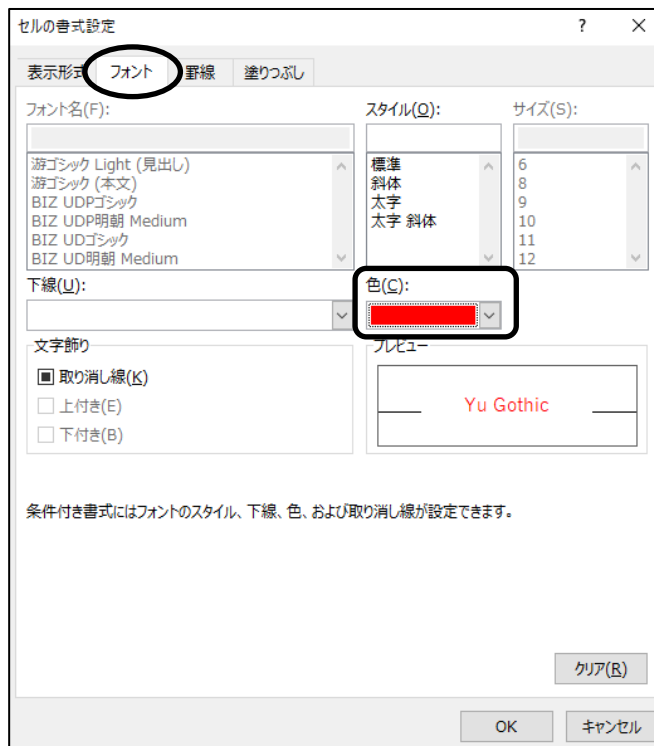 セルの書式設定 ? ×
表示形式 フォント 罫線 塗りつぶし
フォント名(F): スタイル(O): サイズ(S):
游ゴシック Light (見出し) 標準 6
游ゴシック (本文) 斜体 8
BIZ UDPゴシック 太字 9
BIZ UDP明朝 Medium 太字 斜体 10
BIZ UDゴシック 11
BIZ UD明朝 Medium 12
下線(U): 色(C):
文字飾り プレビュー
取り消し線(K)
上付き(E)
下付き(B)
Yu Gothic
条件付き書式にはフォントのスタイル、下線、色、および取り消し線が設定できます。
クリア(R)
OK キャンセル